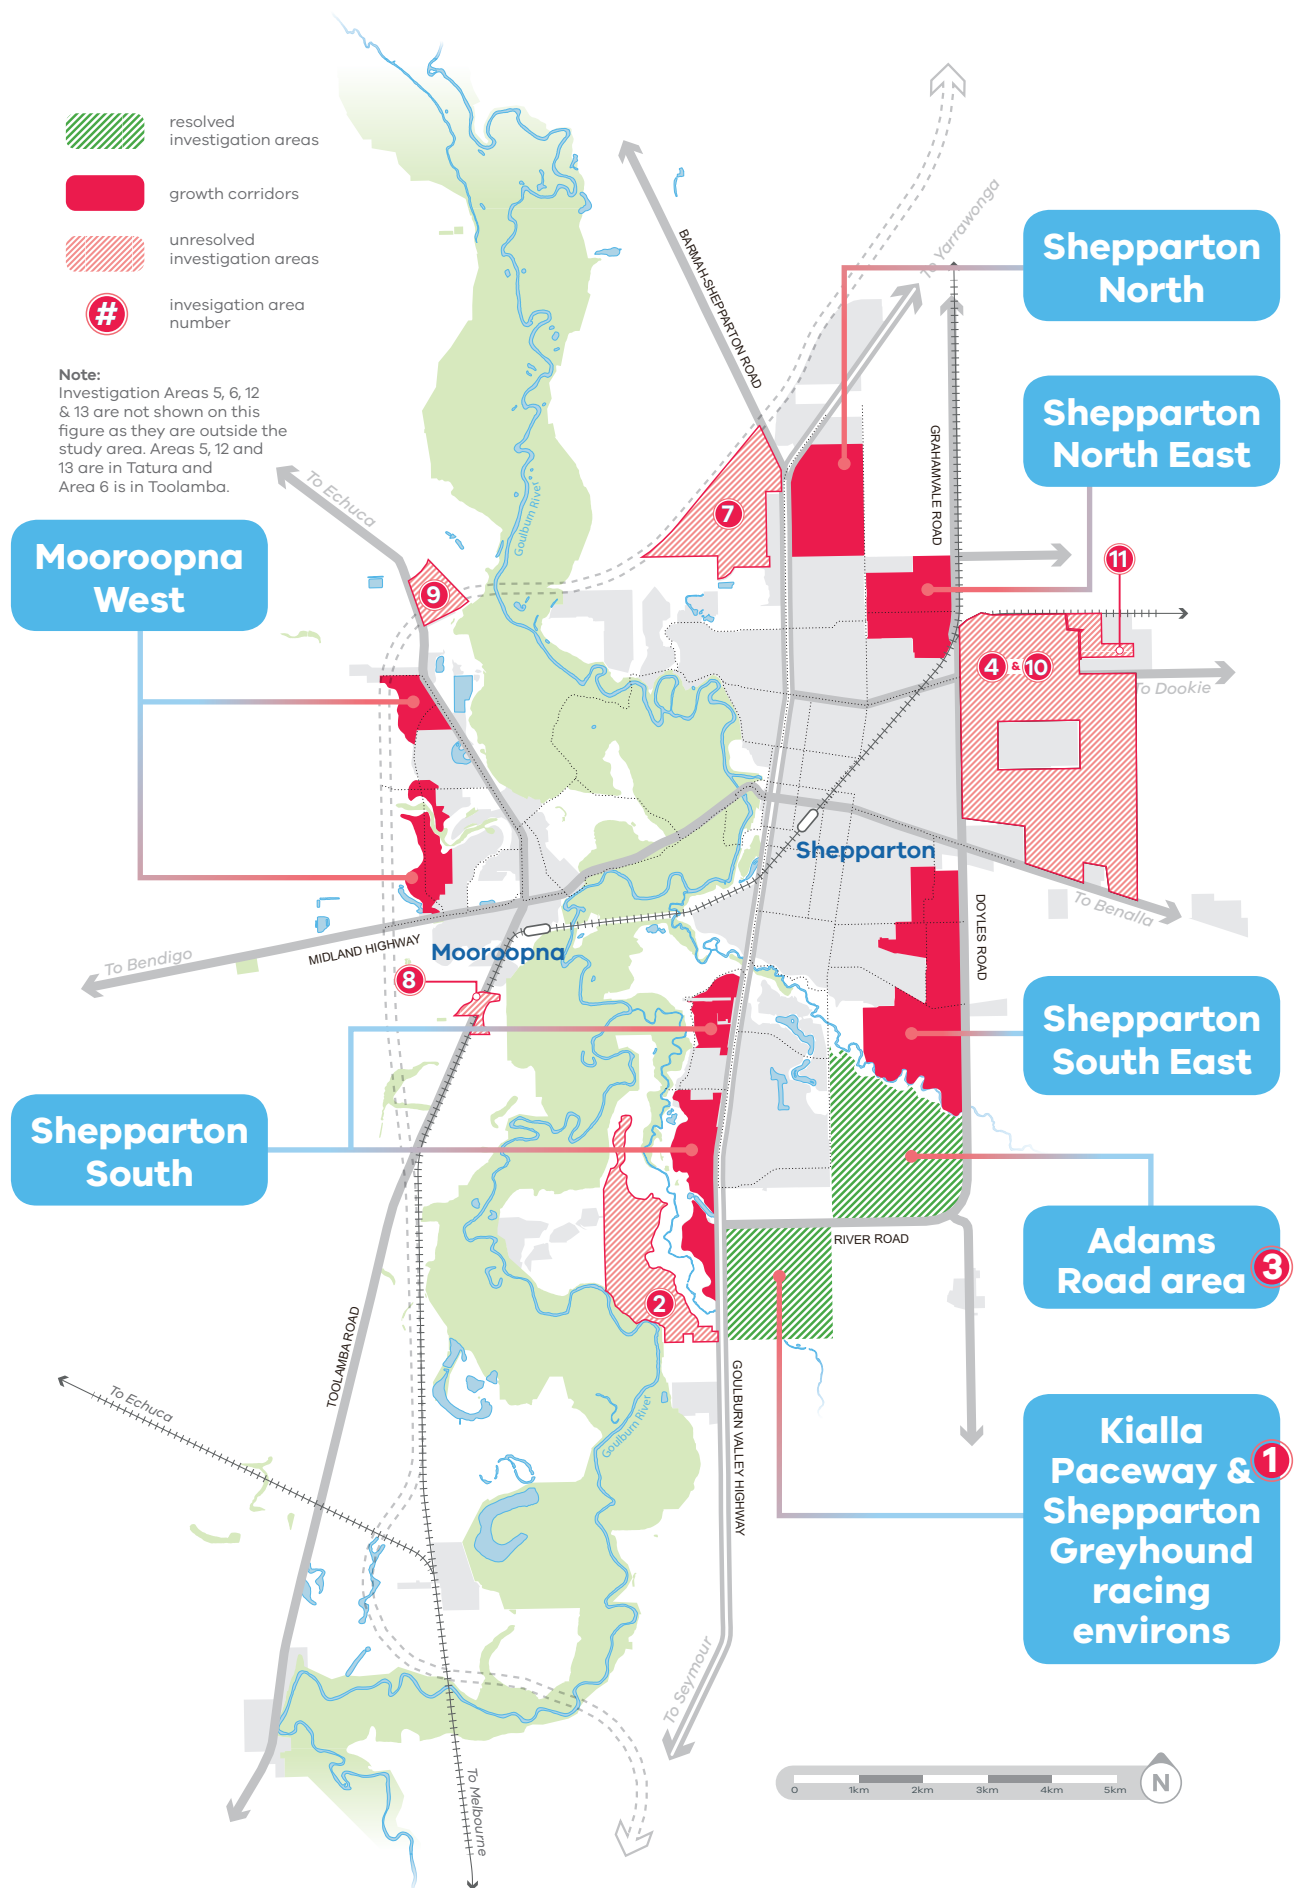 resolved
investigation areas
growth corridors
unresolved
investigation areas
#
invesigation area
number
Note:
Investigation Areas 5, 6, 12
& 13 are not shown on this
figure as they are outside the
study area. Areas 5, 12 and
13 are in Tatura and
Area 6 is in Toolamba.
To Yarrawonga
BARMAH-SHEPPARTON ROAD
Shepparton
North
Shepparton
North East
GRAHAMVALE ROAD
To Echuca
Goulburn River
7
11
Mooroopna
West
9
4 & 10
To Dookie
Shepparton
To Benalla
DOYLES ROAD
MIDLAND HIGHWAY
To Bendigo
Mooroopna
8
Shepparton
South East
Shepparton
South
Adams
Road area
3
RIVER ROAD
2
TOOLAMBA ROAD
GOULBURN VALLEY HIGHWAY
To Echuca
Goulburn River
Kialla
Paceway &
Shepparton
Greyhound
racing
environs
1
To Seymour
To Melbourne
0 1km 2km 3km 4km 5km
N